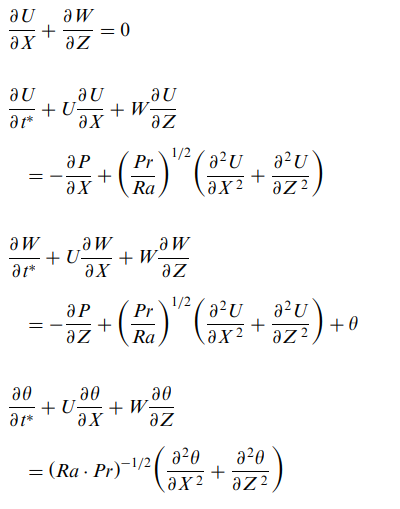 ∂U/∂X + ∂W/∂Z = 0
∂U/∂t* + U ∂U/∂X + W ∂U/∂Z
= −∂P/∂X + (Pr/Ra)^{1/2} (∂²U/∂X² + ∂²U/∂Z²)
∂W/∂t* + U ∂W/∂X + W ∂W/∂Z
= −∂P/∂Z + (Pr/Ra)^{1/2} (∂²U/∂X² + ∂²U/∂Z²) + θ
∂θ/∂t* + U ∂θ/∂X + W ∂θ/∂Z
= (Ra · Pr)^{−1/2} (∂²θ/∂X² + ∂²θ/∂Z²)